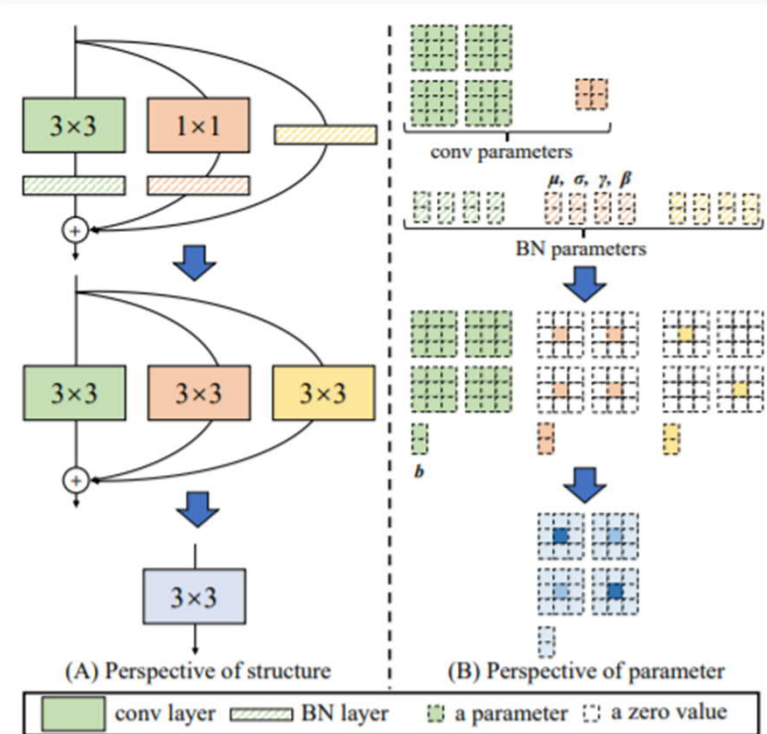 3×3
1×1
conv parameters
μ, σ, γ, β
BN parameters
+
3×3
3×3
3×3
b
+
3×3
(A) Perspective of structure
(B) Perspective of parameter
conv layer
BN layer
a parameter
a zero value